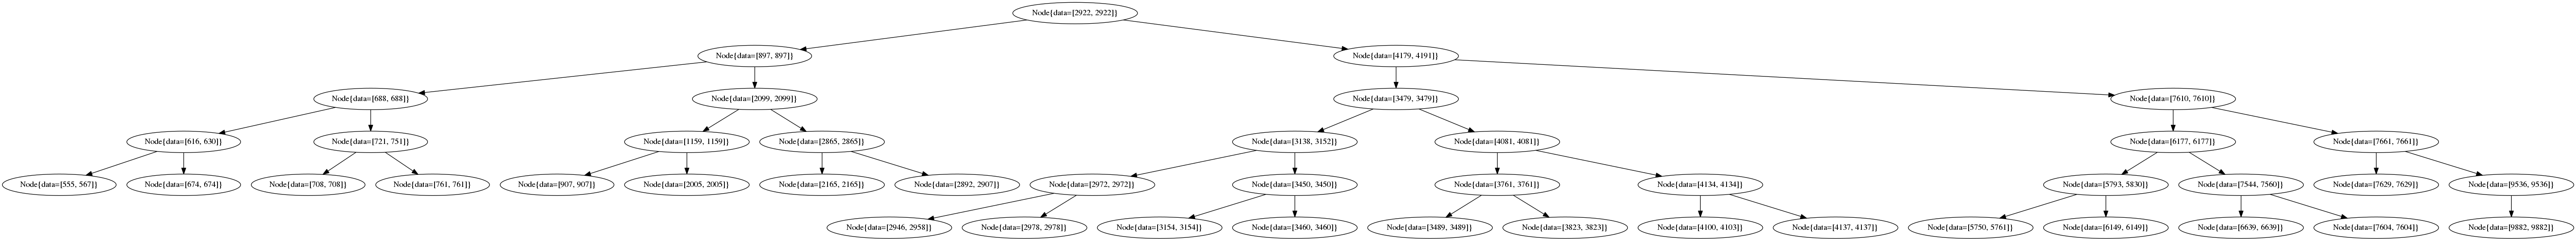 Node{data=[2922, 2922]}
Node{data=[897, 897]}
Node{data=[4179, 4191]}
Node{data=[688, 688]}
Node{data=[2099, 2099]}
Node{data=[3479, 3479]}
Node{data=[7610, 7610]}
Node{data=[616, 630]}
Node{data=[721, 751]}
Node{data=[1159, 1159]}
Node{data=[2865, 2865]}
Node{data=[3138, 3152]}
Node{data=[4081, 4081]}
Node{data=[6177, 6177]}
Node{data=[7661, 7661]}
Node{data=[555, 567]}
Node{data=[674, 674]}
Node{data=[708, 708]}
Node{data=[761, 761]}
Node{data=[907, 907]}
Node{data=[2005, 2005]}
Node{data=[2165, 2165]}
Node{data=[2892, 2907]}
Node{data=[2972, 2972]}
Node{data=[3450, 3450]}
Node{data=[3761, 3761]}
Node{data=[4134, 4134]}
Node{data=[5793, 5830]}
Node{data=[7544, 7560]}
Node{data=[7629, 7629]}
Node{data=[9536, 9536]}
Node{data=[2946, 2958]}
Node{data=[2978, 2978]}
Node{data=[3154, 3154]}
Node{data=[3460, 3460]}
Node{data=[3489, 3489]}
Node{data=[3823, 3823]}
Node{data=[4100, 4103]}
Node{data=[4137, 4137]}
Node{data=[5750, 5761]}
Node{data=[6149, 6149]}
Node{data=[6639, 6639]}
Node{data=[7604, 7604]}
Node{data=[9882, 9882]}